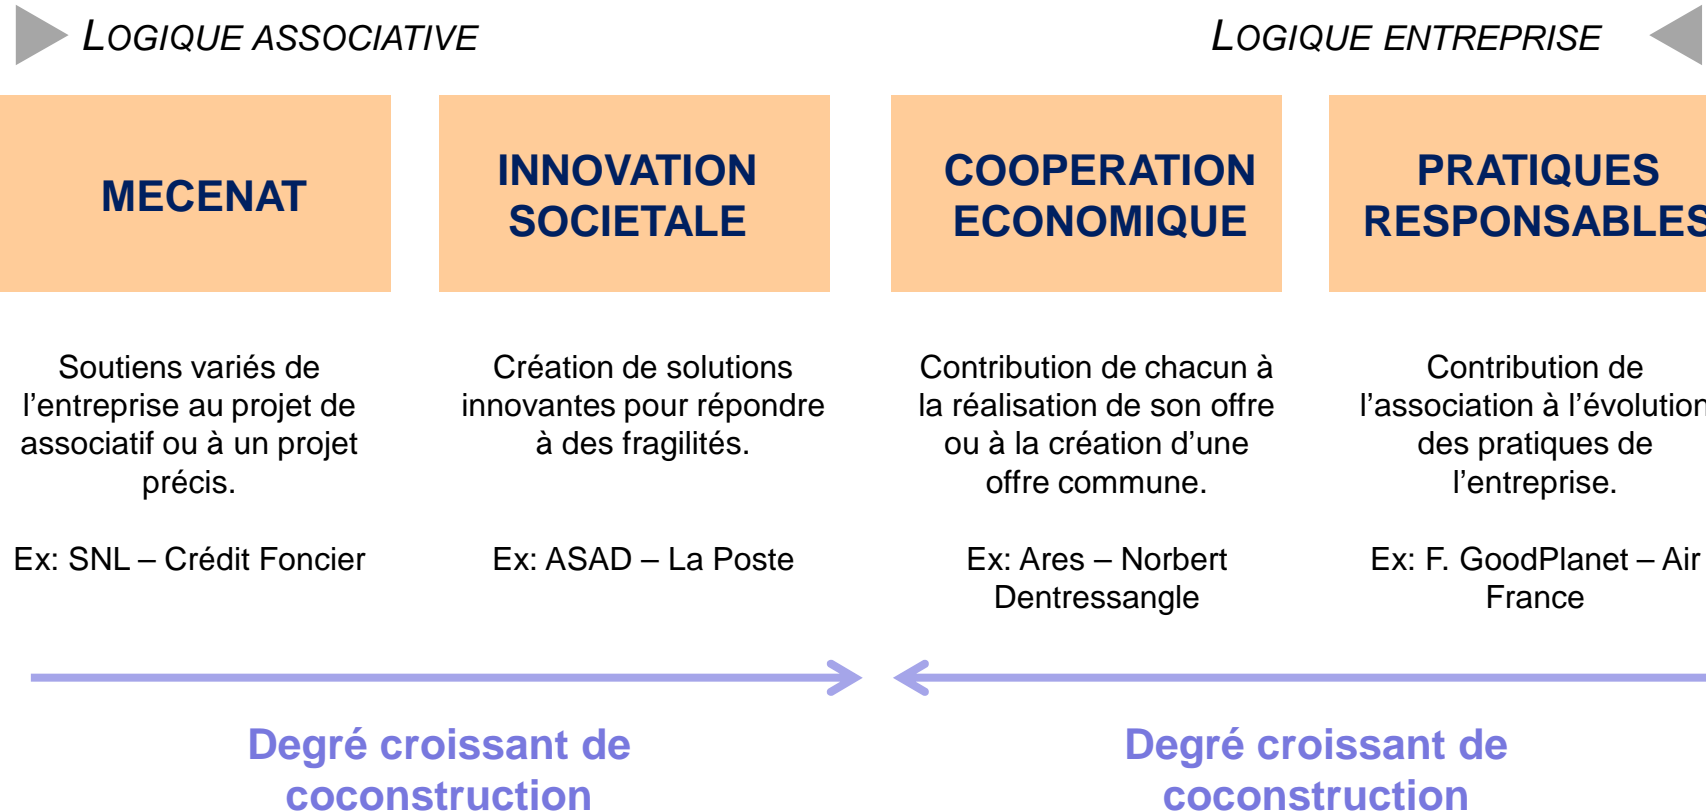 LOGIQUE ASSOCIATIVE
LOGIQUE ENTREPRISE
MECENAT
INNOVATION
SOCIETALE
COOPERATION
ECONOMIQUE
PRATIQUES
RESPONSABLES
Soutiens variés de
l’entreprise au projet de
associatif ou à un projet
précis.
Ex: SNL – Crédit Foncier
Création de solutions
innovantes pour répondre
à des fragilités.
Ex: ASAD – La Poste
Contribution de chacun à
la réalisation de son offre
ou à la création d’une
offre commune.
Ex: Ares – Norbert
Dentressangle
Contribution de
l’association à l’évolution
des pratiques de
l’entreprise.
Ex: F. GoodPlanet – Air
France
Degré croissant de
coconstruction
Degré croissant de
coconstruction